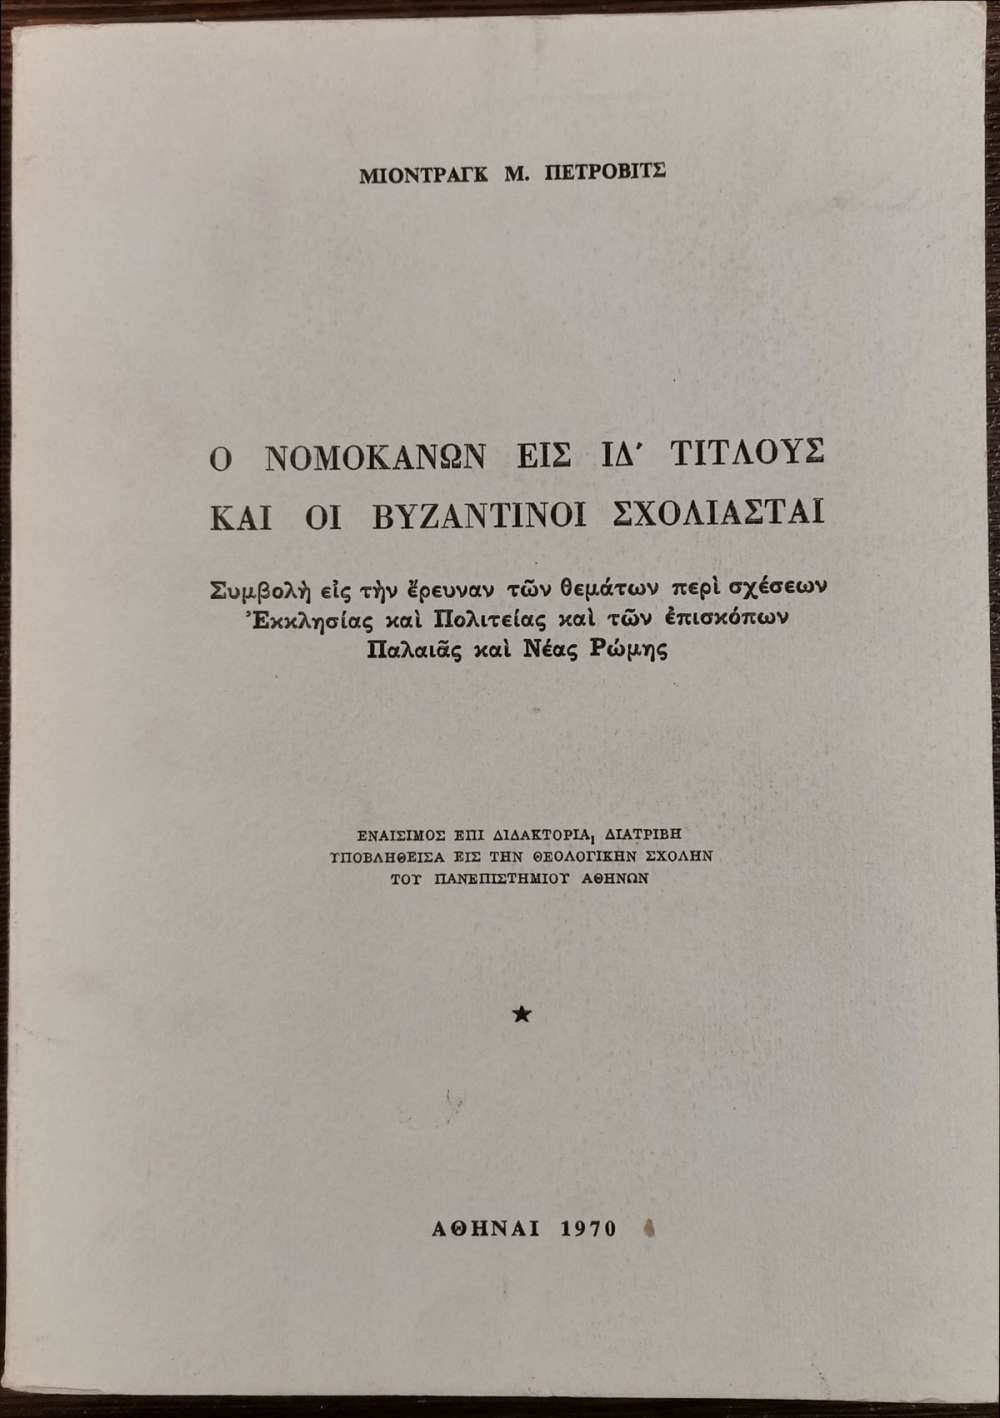 ΜΙΟΝΤΡΑΓΚ Μ. ΠΕΤΡΟΒΙΤΣ
Ο ΝΟΜΟΚΑΝΩΝ ΕΙΣ ΙΔ΄ ΤΙΤΛΟΥΣ
ΚΑΙ ΟΙ ΒΥΖΑΝΤΙΝΟΙ ΣΧΟΛΙΑΣΤΑΙ
Συμβολὴ εἰς τὴν ἔρευναν τῶν θεμάτων περὶ σχέσεων
Ἐκκλησίας καὶ Πολιτείας καὶ τῶν ἐπισκόπων
Παλαιᾶς καὶ Νέας Ρώμης
ΕΝΑΙΣΙΜΟΣ ΕΠΙ ΔΙΔΑΚΤΟΡΙΑ, ΔΙΑΤΡΙΒΗ
ΥΠΟΒΛΗΘΕΙΣΑ ΕΙΣ ΤΗΝ ΘΕΟΛΟΓΙΚΗΝ ΣΧΟΛΗΝ
ΤΟΥ ΠΑΝΕΠΙΣΤΗΜΙΟΥ ΑΘΗΝΩΝ
ΑΘΗΝΑΙ 1970